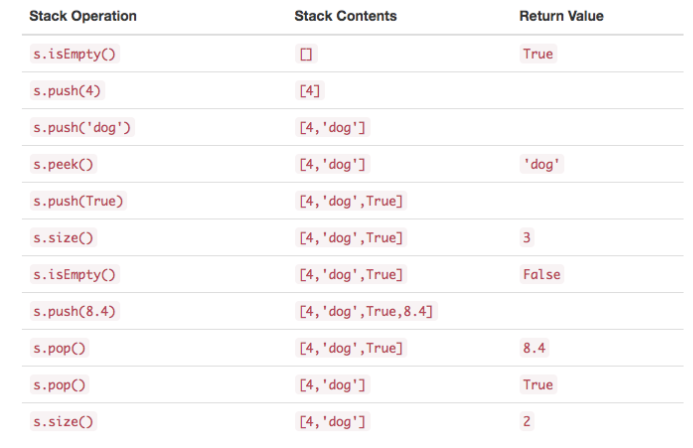 Stack Operation Stack Contents Return Value
s.isEmpty() [] True
s.push(4) [4]
s.push('dog') [4,'dog']
s.peek() [4,'dog'] 'dog'
s.push(True) [4,'dog',True]
s.size() [4,'dog',True] 3
s.isEmpty() [4,'dog',True] False
s.push(8.4) [4,'dog',True,8.4]
s.pop() [4,'dog',True] 8.4
s.pop() [4,'dog'] True
s.size() [4,'dog'] 2